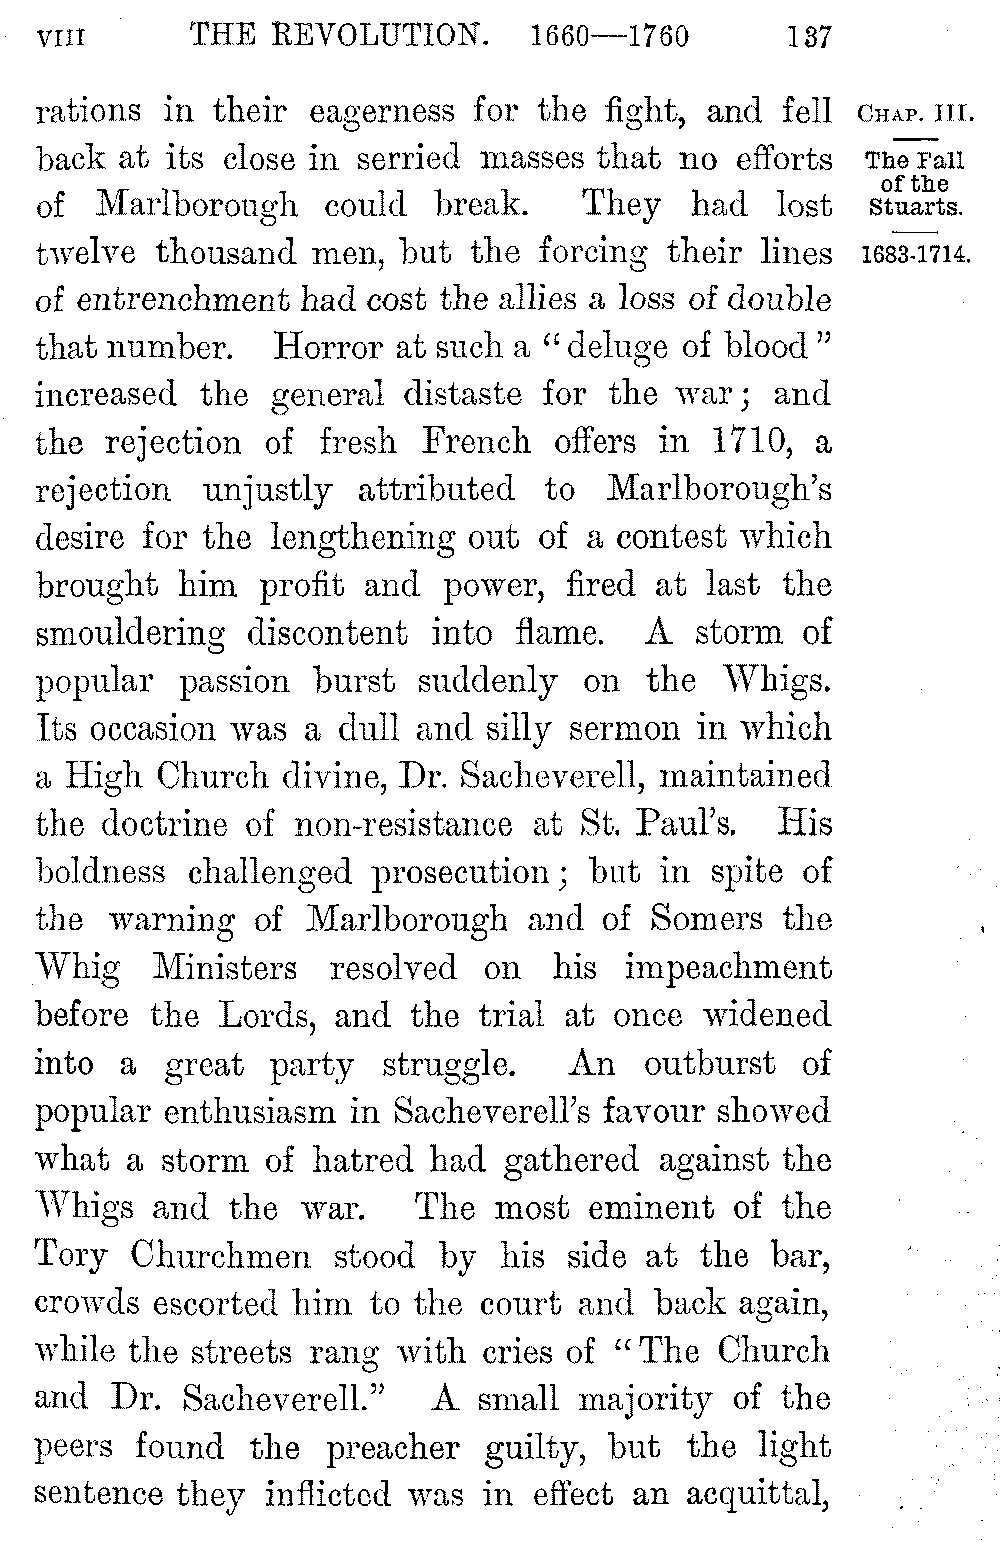 VIII THE REVOLUTION. 1660—1760 137
rations in their eagerness for the fight, and fell
back at its close in serried masses that no efforts
of Marlborough could break. They had lost
twelve thousand men, but the forcing their lines
of entrenchment had cost the allies a loss of double
that number. Horror at such a “deluge of blood”
increased the general distaste for the war; and
the rejection of fresh French offers in 1710, a
rejection unjustly attributed to Marlborough's
desire for the lengthening out of a contest which
brought him profit and power, fired at last the
smouldering discontent into flame. A storm of
popular passion burst suddenly on the Whigs.
Its occasion was a dull and silly sermon in which
a High Church divine, Dr. Sacheverell, maintained
the doctrine of non-resistance at St. Paul's. His
boldness challenged prosecution; but in spite of
the warning of Marlborough and of Somers the
Whig Ministers resolved on his impeachment
before the Lords, and the trial at once widened
into a great party struggle. An outburst of
popular enthusiasm in Sacheverell's favour showed
what a storm of hatred had gathered against the
Whigs and the war. The most eminent of the
Tory Churchmen stood by his side at the bar,
crowds escorted him to the court and back again,
while the streets rang with cries of “The Church
and Dr. Sacheverell.” A small majority of the
peers found the preacher guilty, but the light
sentence they inflicted was in effect an acquittal,
CHAP. III.
The Fall
of the
Stuarts.
1683-1714.